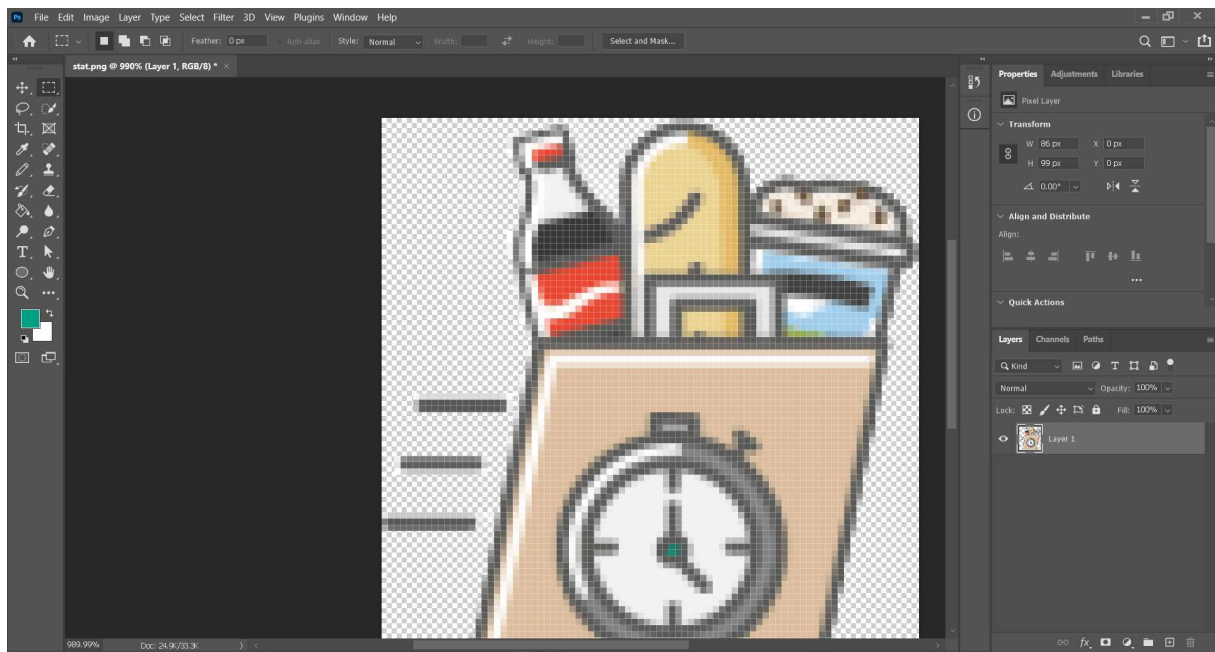 Ps File Edit Image Layer Type Select Filter 3D View Plugins Window Help
Feather: 0 px Anti-alias Style: Normal Width: Height: Select and Mask...
stat.png @ 990% (Layer 1, RGB/8) * ×
Properties Adjustments Libraries
Pixel Layer
Transform
W 86 px X 0 px
H 99 px Y 0 px
0.00°
Align and Distribute
Align:
Quick Actions
Layers Channels Paths
Kind
Normal Opacity: 100%
Lock: Fill: 100%
Layer 1
989.99% Doc: 24.9K/33.3K
fx